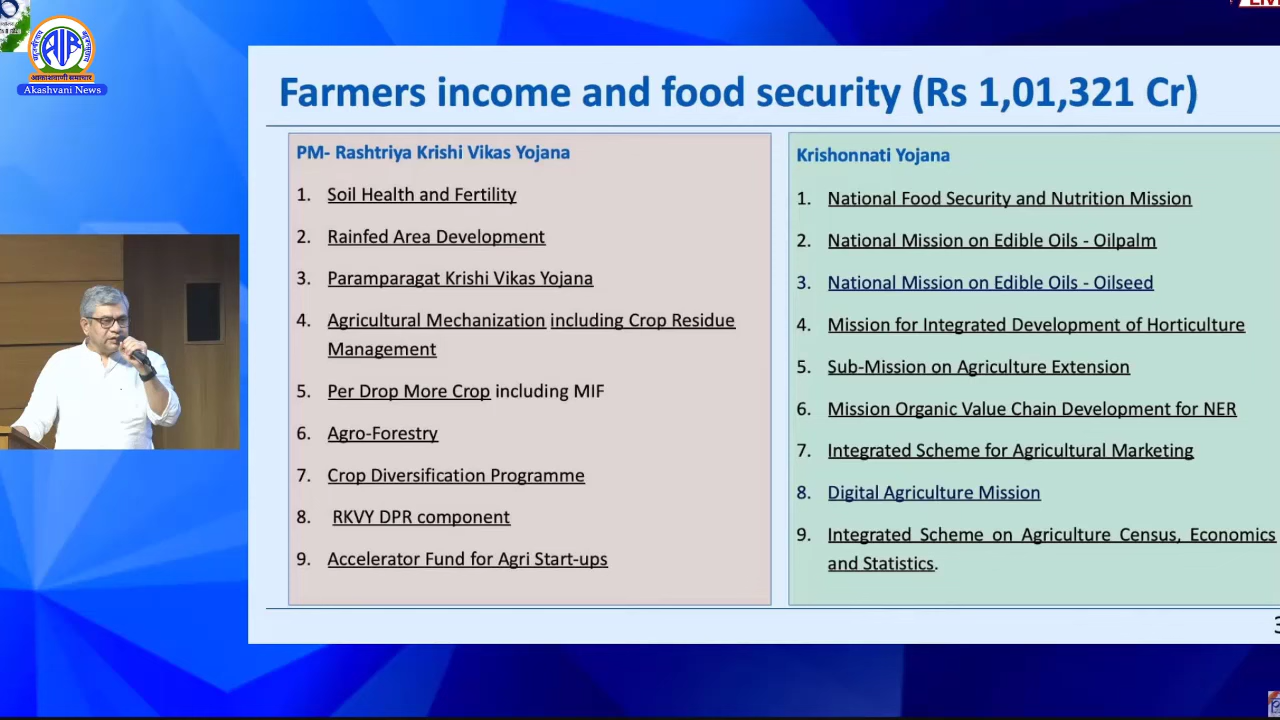 LIVE
आकाशवाणी समाचार
Akashvani News
Farmers income and food security (Rs 1,01,321 Cr)
PM- Rashtriya Krishi Vikas Yojana
1. Soil Health and Fertility
2. Rainfed Area Development
3. Paramparagat Krishi Vikas Yojana
4. Agricultural Mechanization including Crop Residue
Management
5. Per Drop More Crop including MIF
6. Agro-Forestry
7. Crop Diversification Programme
8. RKVY DPR component
9. Accelerator Fund for Agri Start-ups
Krishonnati Yojana
1. National Food Security and Nutrition Mission
2. National Mission on Edible Oils - Oilpalm
3. National Mission on Edible Oils - Oilseed
4. Mission for Integrated Development of Horticulture
5. Sub-Mission on Agriculture Extension
6. Mission Organic Value Chain Development for NER
7. Integrated Scheme for Agricultural Marketing
8. Digital Agriculture Mission
9. Integrated Scheme on Agriculture Census, Economics
and Statistics.
3